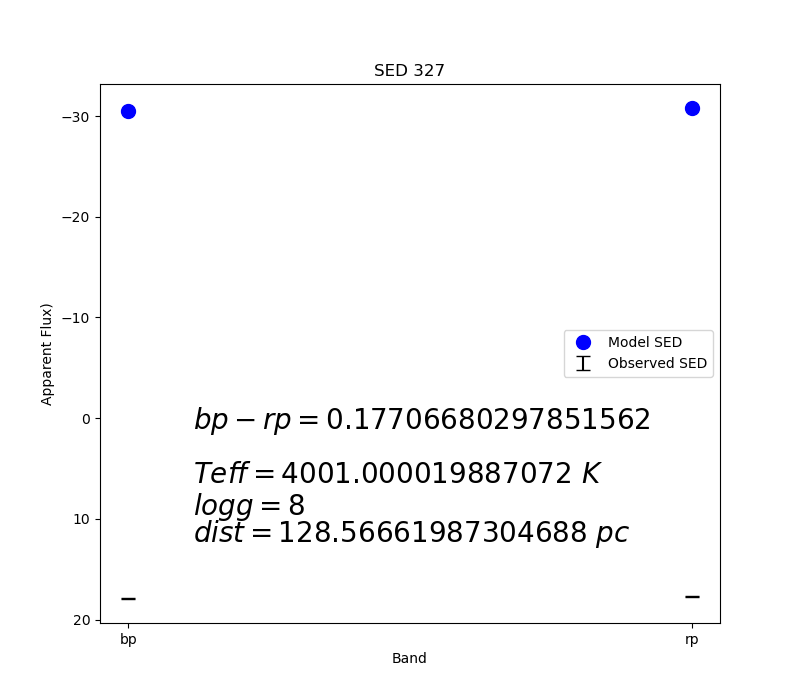 SED 327
−30
−20
−10
0
10
20
Apparent Flux)
Model SED
Observed SED
bp − rp = 0.17706680297851562
Teff = 4001.000019887072 K
logg = 8
dist = 128.56661987304688 pc
bp
rp
Band